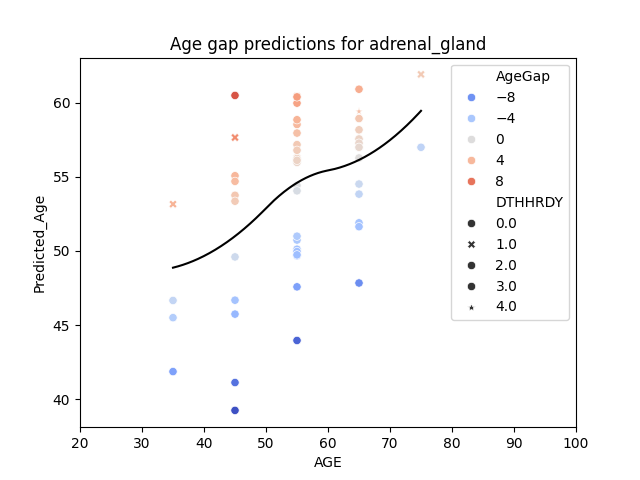 Age gap predictions for adrenal_gland
Predicted_Age
60
55
50
45
40
20 30 40 50 60 70 80 90 100
AGE
AgeGap
−8
−4
0
4
8
DTHHRDY
0.0
1.0
2.0
3.0
4.0